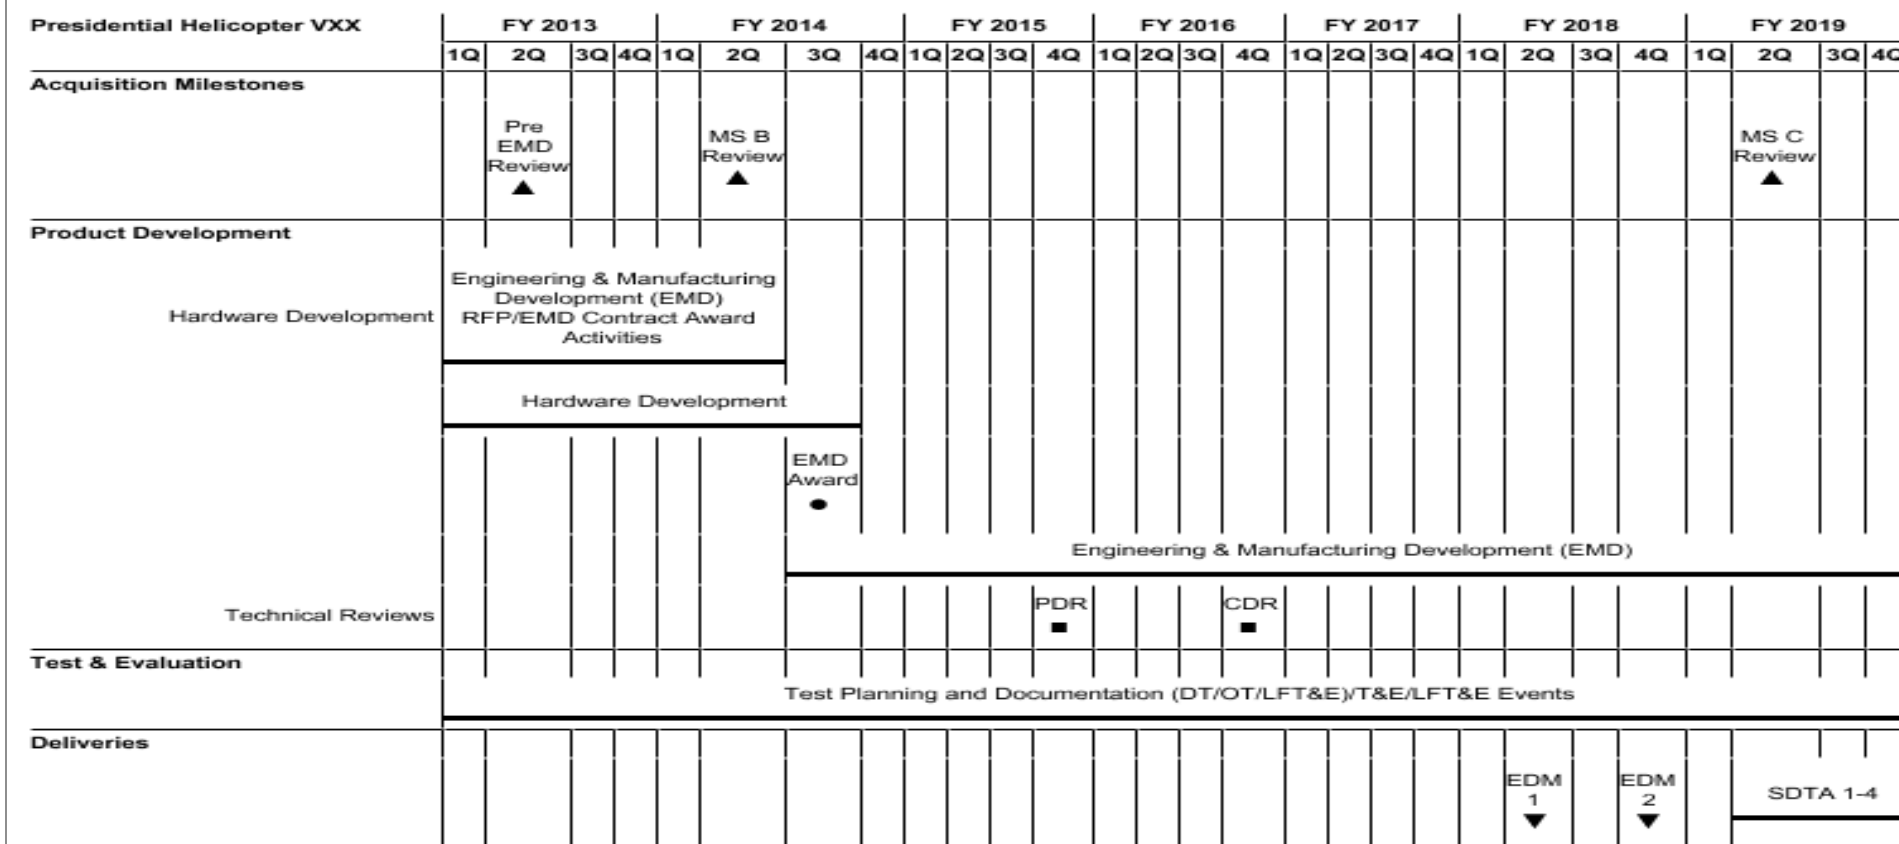 Presidential Helicopter VXX FY 2013 FY 2014 FY 2015 FY 2016 FY 2017 FY 2018 FY 2019
1Q 2Q 3Q 4Q 1Q 2Q 3Q 4Q 1Q 2Q 3Q 4Q 1Q 2Q 3Q 4Q 1Q 2Q 3Q 4Q 1Q 2Q 3Q 4Q 1Q 2Q 3Q 4Q
Acquisition Milestones
Pre
EMD
Review
MS B
Review
MS C
Review
Product Development
Hardware Development
Engineering & Manufacturing
Development (EMD)
RFP/EMD Contract Award
Activities
Hardware Development
EMD
Award
Engineering & Manufacturing Development (EMD)
Technical Reviews
PDR
CDR
Test & Evaluation
Test Planning and Documentation (DT/OT/LFT&E)/T&E/LFT&E Events
Deliveries
EDM
1
EDM
2
SDTA 1-4